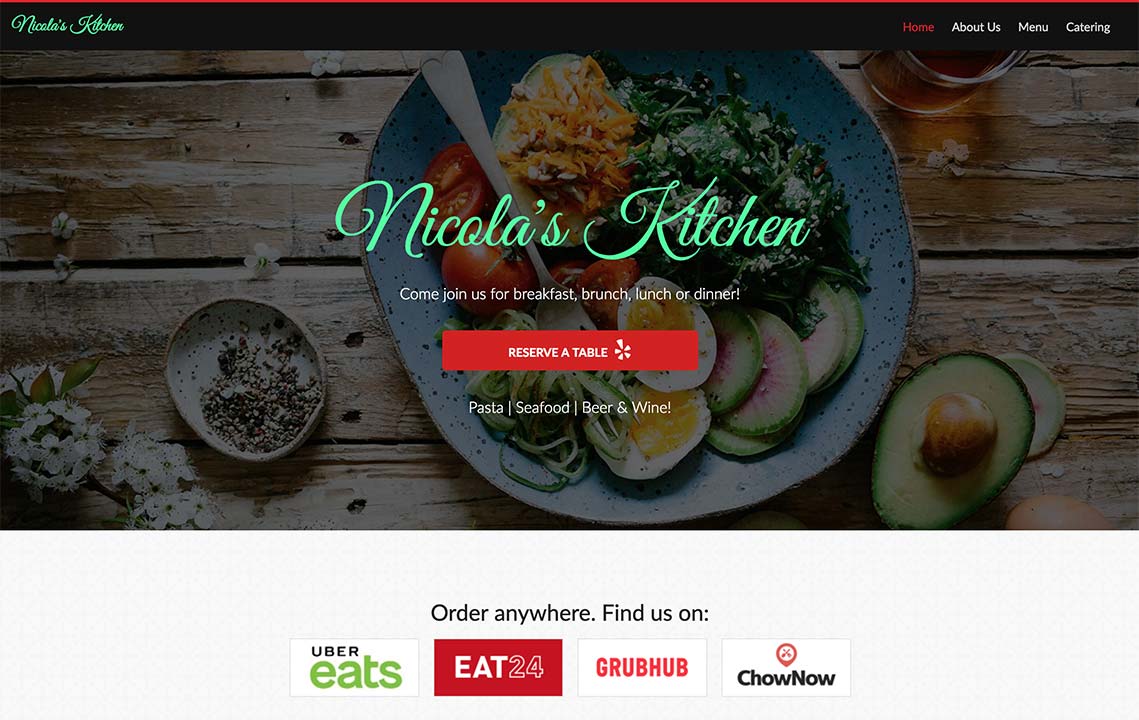 Nicola's Kitchen
Home About Us Menu Catering
Nicola's Kitchen
Come join us for breakfast, brunch, lunch or dinner!
RESERVE A TABLE
Pasta | Seafood | Beer & Wine!
Order anywhere. Find us on:
UBER
eats
EAT24
GRUBHUB
ChowNow